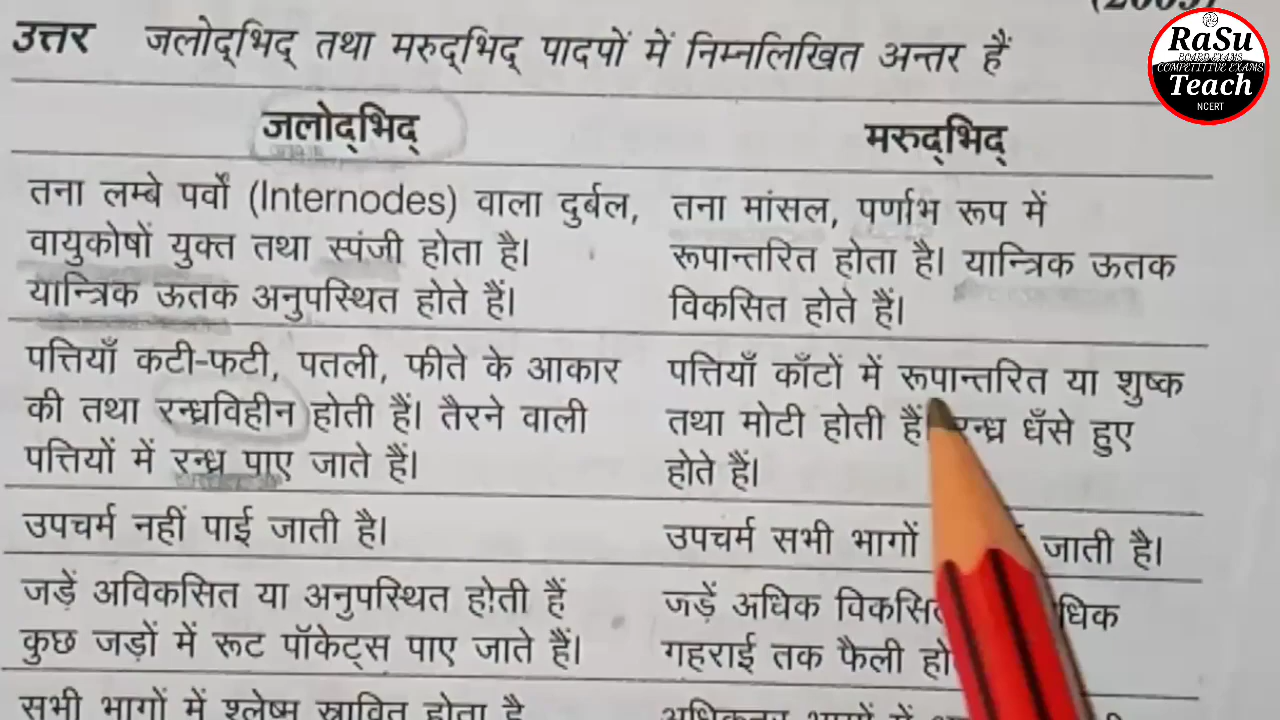 उत्तर जलोद्‌भिद् तथा मरुद्‌भिद् पादपों में निम्नलिखित अन्तर हैं
RaSu
COMPETITIVE EXAMS
Teach
NCERT
जलोद्‌भिद्
मरुद्‌भिद्
तना लम्बे पर्वों (Internodes) वाला दुर्बल,
वायुकोषों युक्त तथा स्पंजी होता है।
यान्त्रिक ऊतक अनुपस्थित होते हैं।
तना मांसल, पर्णाभ रूप में
रूपान्तरित होता है। यान्त्रिक ऊतक
विकसित होते हैं।
पत्तियाँ कटी-फटी, पतली, फीते के आकार
की तथा रन्ध्रविहीन होती हैं। तैरने वाली
पत्तियों में रन्ध्र पाए जाते हैं।
पत्तियाँ काँटों में रूपान्तरित या शुष्क
तथा मोटी होती हैं। रन्ध्र धँसे हुए
होते हैं।
उपचर्म नहीं पाई जाती है।
उपचर्म सभी भागों जाती है।
जड़ें अविकसित या अनुपस्थित होती हैं
कुछ जड़ों में रूट पॉकेट्स पाए जाते हैं।
जड़ें अधिक विकसित
गहराई तक फैली
सभी भागों में श्लेष्म स्रावित होता है